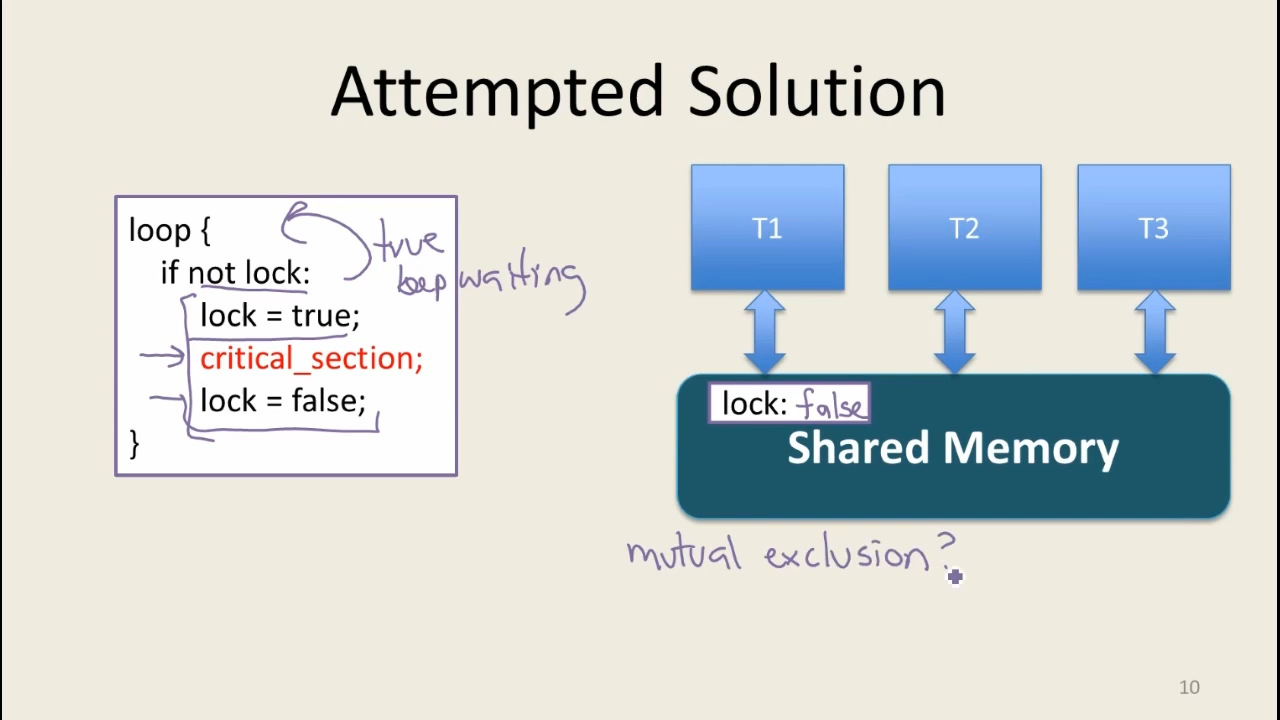 Attempted Solution
loop {
if not lock:
lock = true;
critical_section;
lock = false;
}
true
keep waiting
T1
T2
T3
lock: false
Shared Memory
mutual exclusion?
10